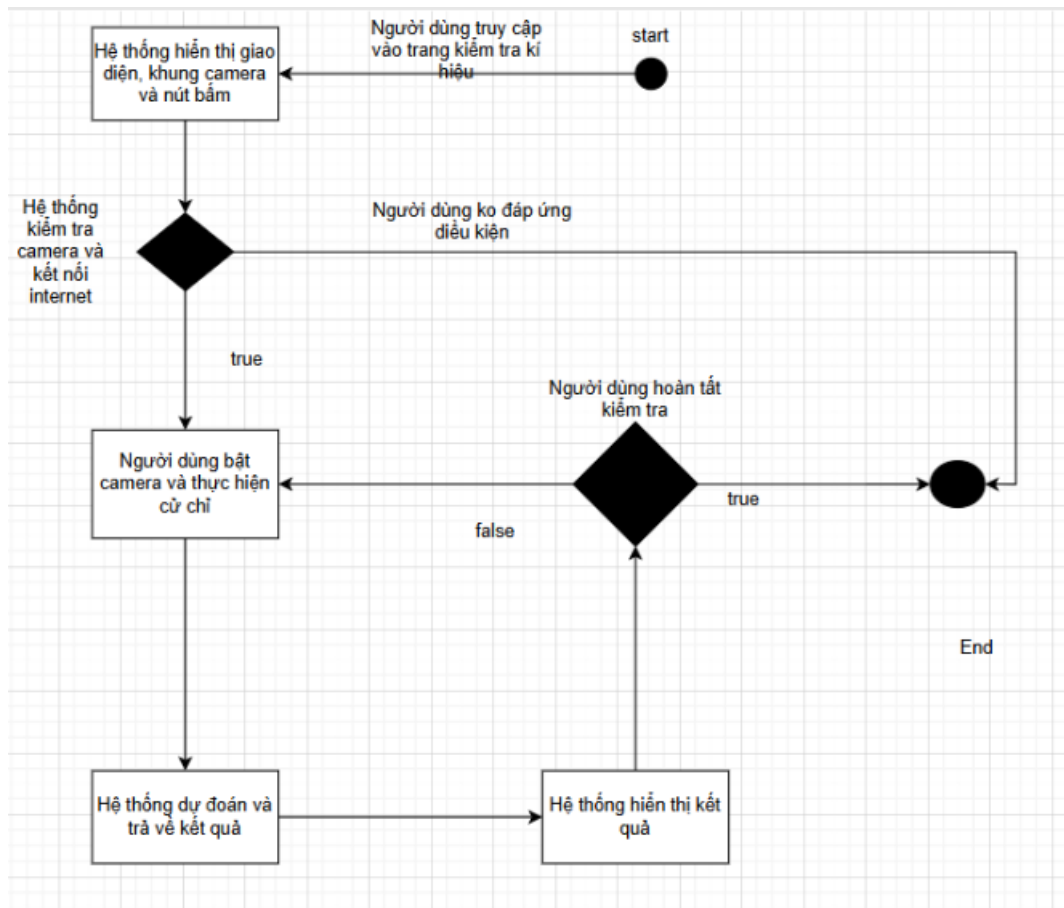 Người dùng truy cập
vào trang kiểm tra kí
hiệu
start
Hệ thống hiển thị giao
diện, khung camera
và nút bấm
Hệ thống
kiểm tra
camera và
kết nối
internet
Người dùng ko đáp ứng
điều kiện
true
Người dùng hoàn tất
kiểm tra
Người dùng bật
camera và thực hiện
cử chỉ
false
true
End
Hệ thống dự đoán và
trả về kết quả
Hệ thống hiển thị kết
quả